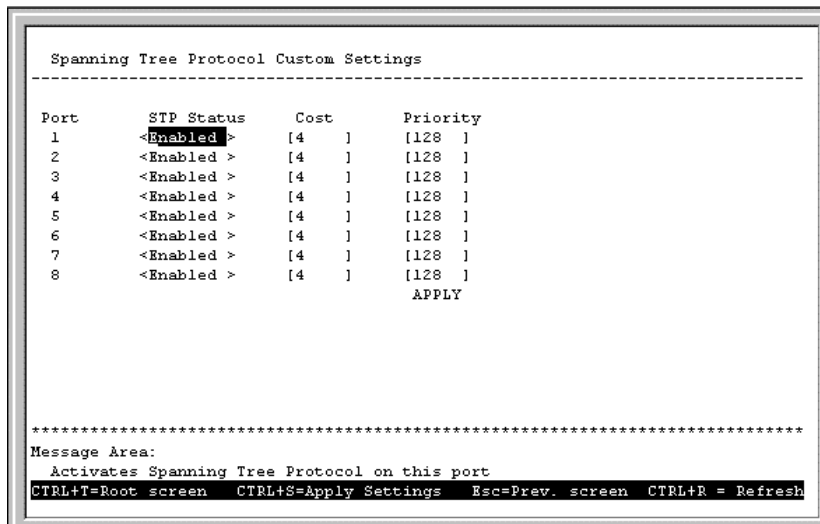 Spanning Tree Protocol Custom Settings
--------------------------------------------------------------------------------
Port STP Status Cost Priority
1 <Enabled > [4 ] [128 ]
2 <Enabled > [4 ] [128 ]
3 <Enabled > [4 ] [128 ]
4 <Enabled > [4 ] [128 ]
5 <Enabled > [4 ] [128 ]
6 <Enabled > [4 ] [128 ]
7 <Enabled > [4 ] [128 ]
8 <Enabled > [4 ] [128 ]
APPLY
********************************************************************************
Message Area:
Activates Spanning Tree Protocol on this port
CTRL+T=Root screen CTRL+S=Apply Settings Esc=Prev. screen CTRL+R = Refresh